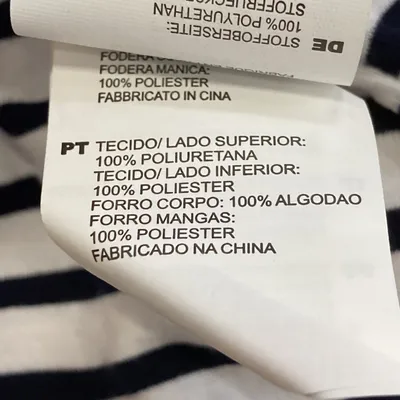 STOFFOBERSEITE:
100% POLYURETHAN
DE
FODERA MANICA:
100% POLIESTER
FABBRICATO IN CINA
PT TECIDO/ LADO SUPERIOR:
100% POLIURETANA
TECIDO/ LADO INFERIOR:
100% POLIESTER
FORRO CORPO: 100% ALGODAO
FORRO MANGAS:
100% POLIESTER
FABRICADO NA CHINA